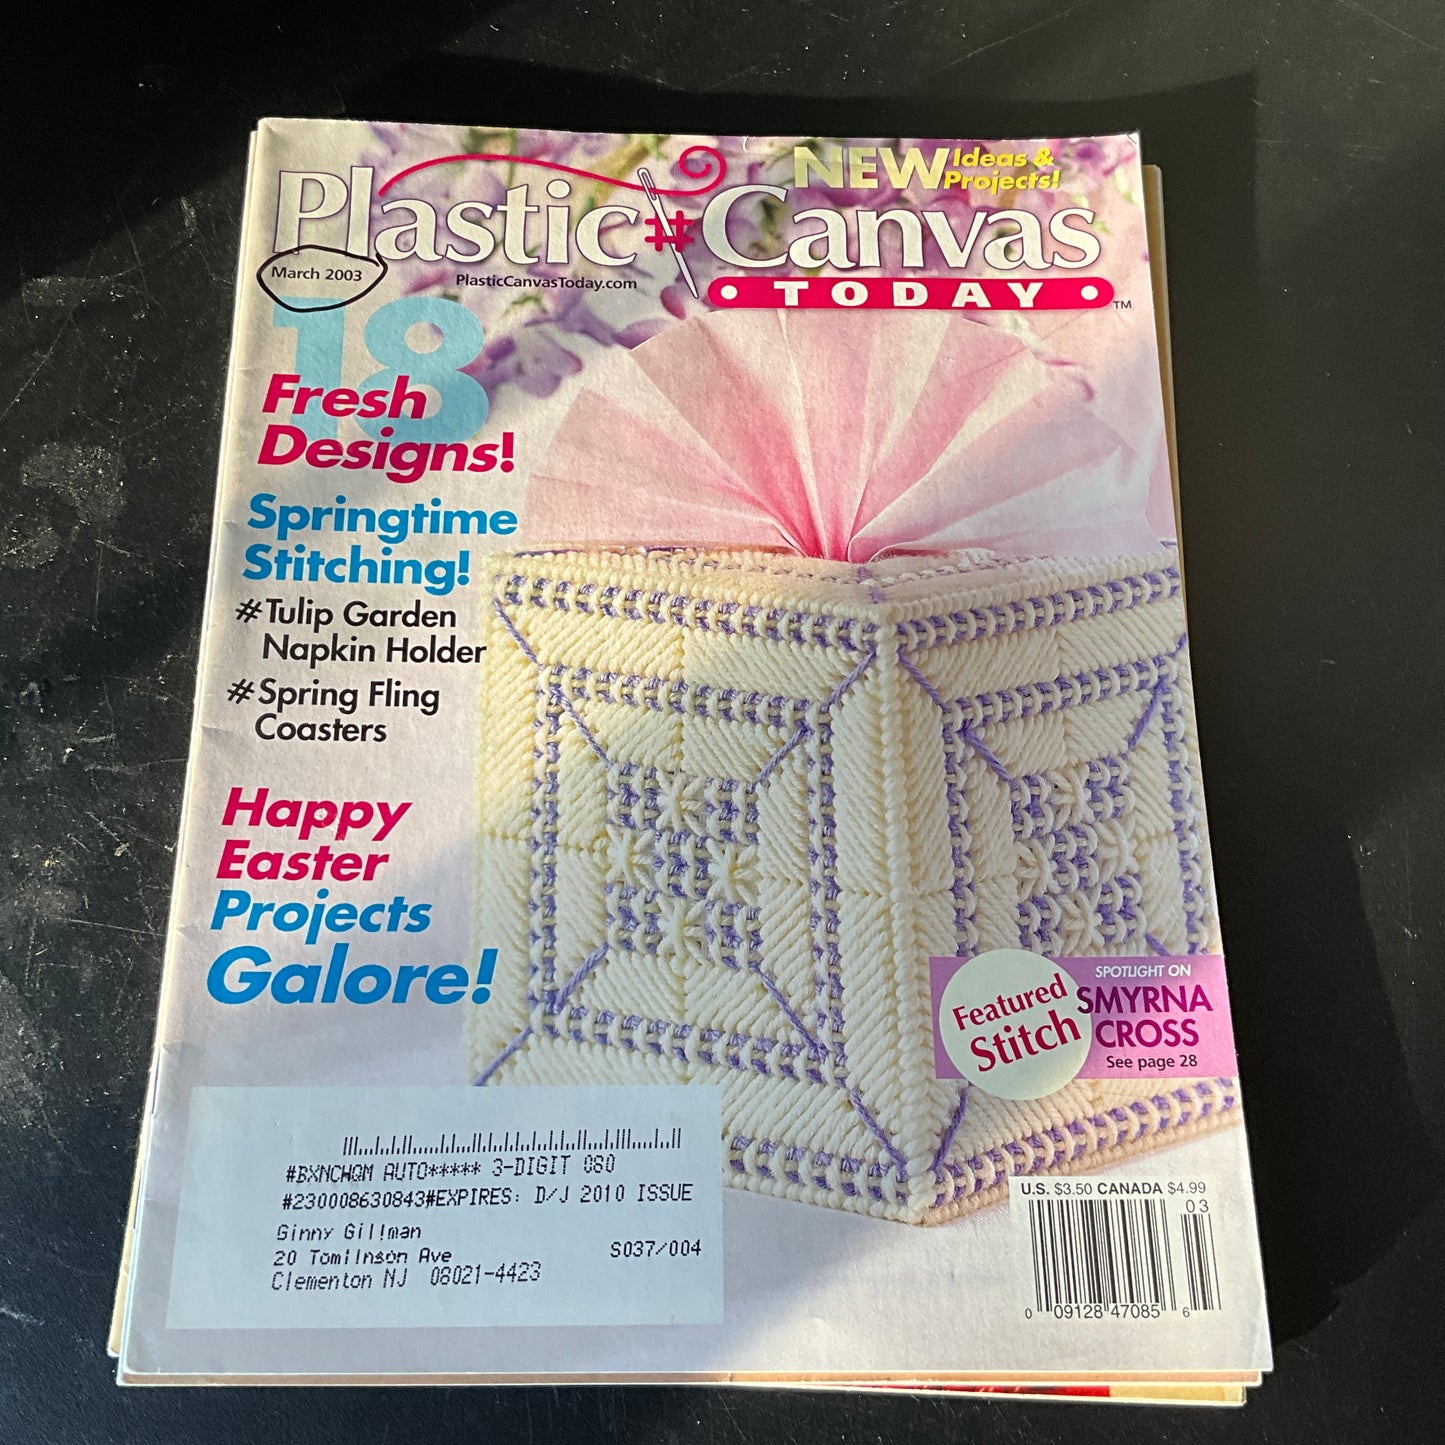 NEW Ideas &
Projects!
Plastic Canvas
March 2003
PlasticCanvasToday.com
TODAY™
18
Fresh
Designs!
Springtime
Stitching!
#Tulip Garden
Napkin Holder
#Spring Fling
Coasters
Happy
Easter
Projects
Galore!
Featured
Stitch
SPOTLIGHT ON
SMYRNA
CROSS
See page 28
#BXNCHQM AUTO***** 3-DIGIT 080
#230008630843#EXPIRES: D/J 2010 ISSUE
Ginny Gillman
20 Tomlinson Ave
S037/004
Clementon NJ 08021-4423
U.S. $3.50 CANADA $4.99
03
0 09128 47085 6